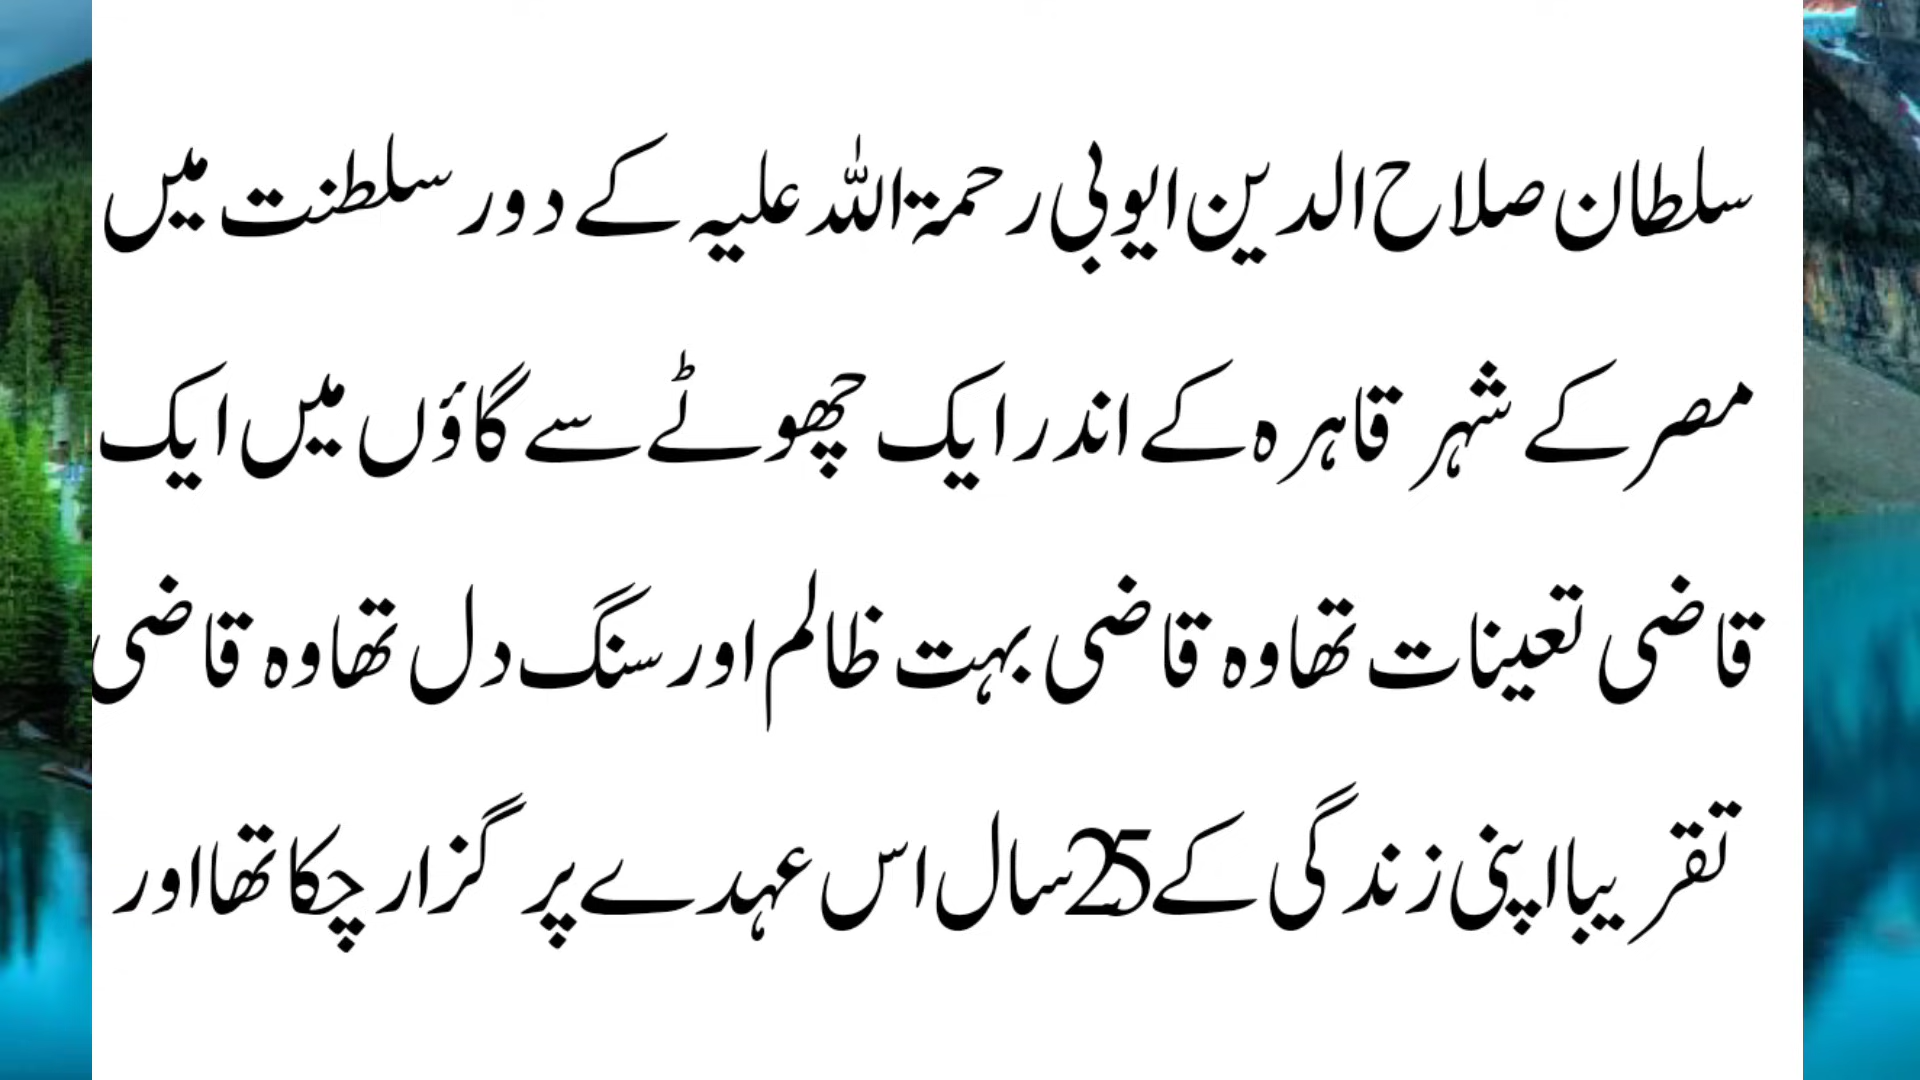 سلطان صلاح الدین ایوبی رحمۃ اللہ علیہ کے دور سلطنت میں
مصر کے شہر قاہرہ کے اندر ایک چھوٹے سے گاؤں میں ایک
قاضی تعینات تھا وہ قاضی بہت ظالم اور سنگ دل تھا وہ قاضی
تقریبا اپنی زندگی کے 25 سال اس عہدے پر گزار چکا تھا اور